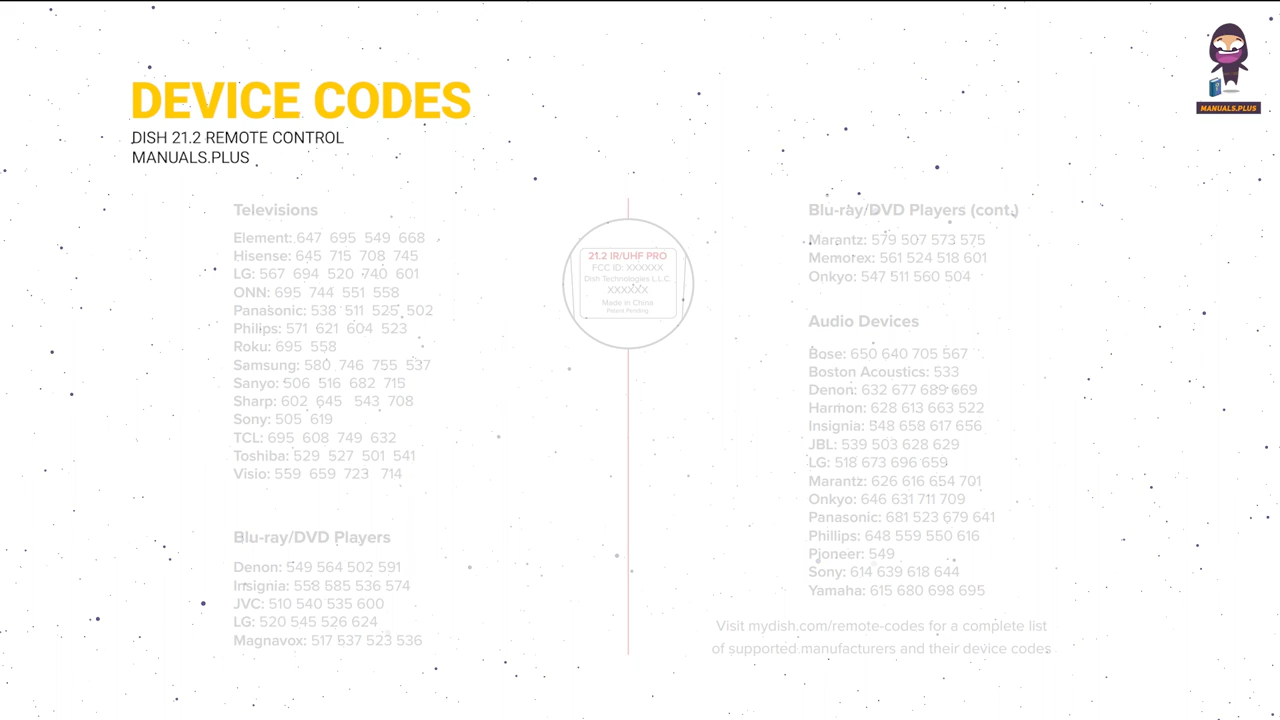 DEVICE CODES
DISH 21.2 REMOTE CONTROL
MANUALS.PLUS
MANUALS.PLUS
Televisions
Element: 647 695 549 668
Hisense: 645 715 708 745
LG: 567 694 520 740 601
ONN: 695 744 551 558
Panasonic: 538 511 525 502
Philips: 571 621 604 523
Roku: 695 558
Samsung: 580 746 755 537
Sanyo: 506 516 682 715
Sharp: 602 645 543 708
Sony: 505 619
TCL: 695 608 749 632
Toshiba: 529 527 501 541
Visio: 559 659 723 714
Blu-ray/DVD Players
Denon: 549 564 502 591
Insignia: 558 585 536 574
JVC: 510 540 535 600
LG: 520 545 526 624
Magnavox: 517 537 523 536
21.2 IR/UHF PRO
FCC ID: XXXXXX
Dish Technologies L.L.C
XXXXXX
Made in China
Patent Pending
Blu-ray/DVD Players (cont.)
Marantz: 579 507 573 575
Memorex: 561 524 518 601
Onkyo: 547 511 560 504
Audio Devices
Bose: 650 640 705 567
Boston Acoustics: 533
Denon: 632 677 689 669
Harmon: 628 613 663 522
Insignia: 548 658 617 656
JBL: 539 503 628 629
LG: 518 673 696 659
Marantz: 626 616 654 701
Onkyo: 646 631 711 709
Panasonic: 681 523 679 641
Phillips: 648 559 550 616
Pioneer: 549
Sony: 614 639 618 644
Yamaha: 615 680 698 695
Visit mydish.com/remote-codes for a complete list
of supported manufacturers and their device codes